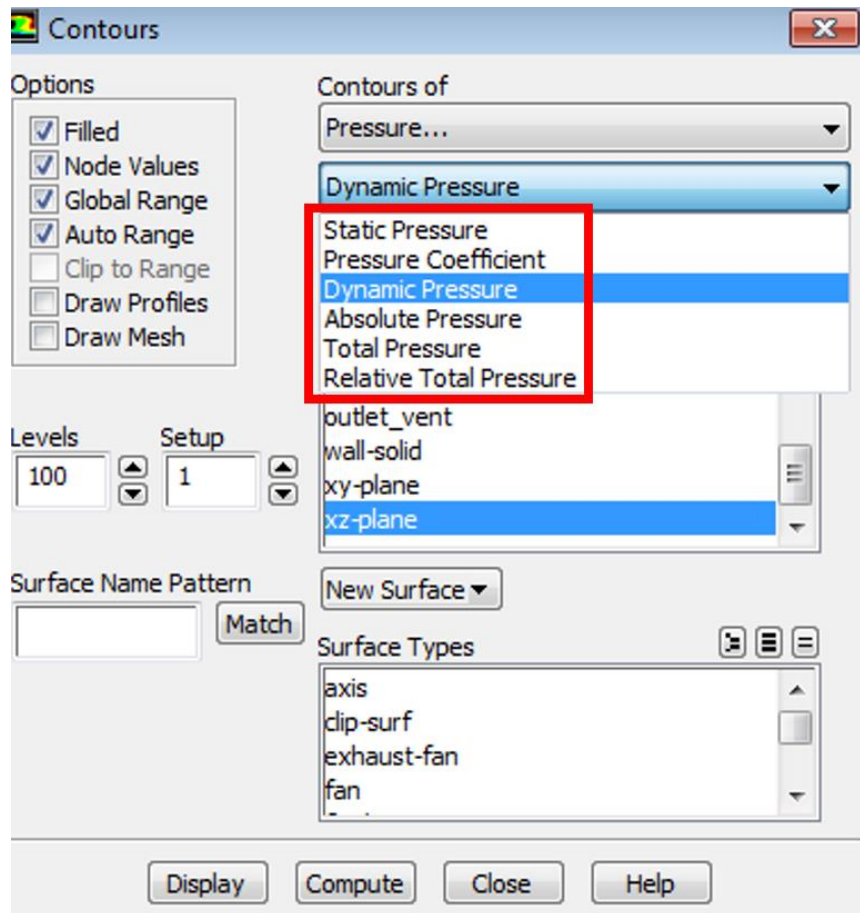 Contours
Options
Filled
Node Values
Global Range
Auto Range
Clip to Range
Draw Profiles
Draw Mesh
Contours of
Pressure...
Dynamic Pressure
Static Pressure
Pressure Coefficient
Dynamic Pressure
Absolute Pressure
Total Pressure
Relative Total Pressure
outlet_vent
wall-solid
xy-plane
xz-plane
Levels
100
Setup
1
Surface Name Pattern
Match
New Surface
Surface Types
axis
clip-surf
exhaust-fan
fan
Display
Compute
Close
Help